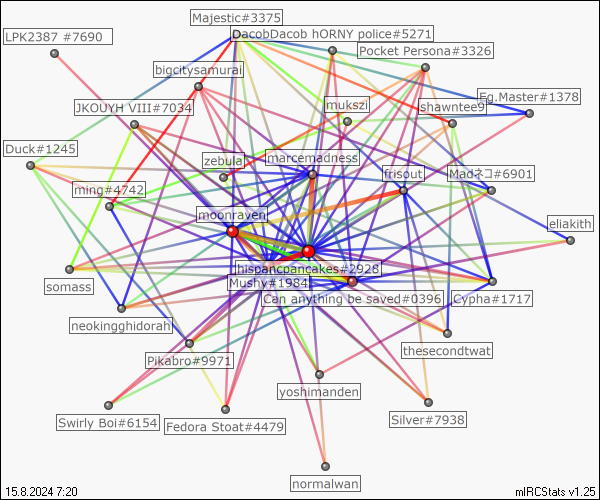 Majestic#3375
LPK2387 #7690
DacobDacob hORNY police#5271
Pocket Persona#3326
bigcitysamurai
Fg.Master#1378
JKOUYH VIII#7034
mukszi
shawntee9
Duck#1245
zebula
marcemadness
frisout
Madネコ#6901
ming#4742
moonraven
eliakith
hispancpancakes#2928
somass
Mushy#1984
Can anything be saved#0396
Cypha#1717
neokingghidorah
thesecondtwat
Pikabro#9971
yoshimanden
Swirly Boi#6154
Fedora Stoat#4479
Silver#7938
normalwan
15.8.2024 7:20
mIRCStats v1.25